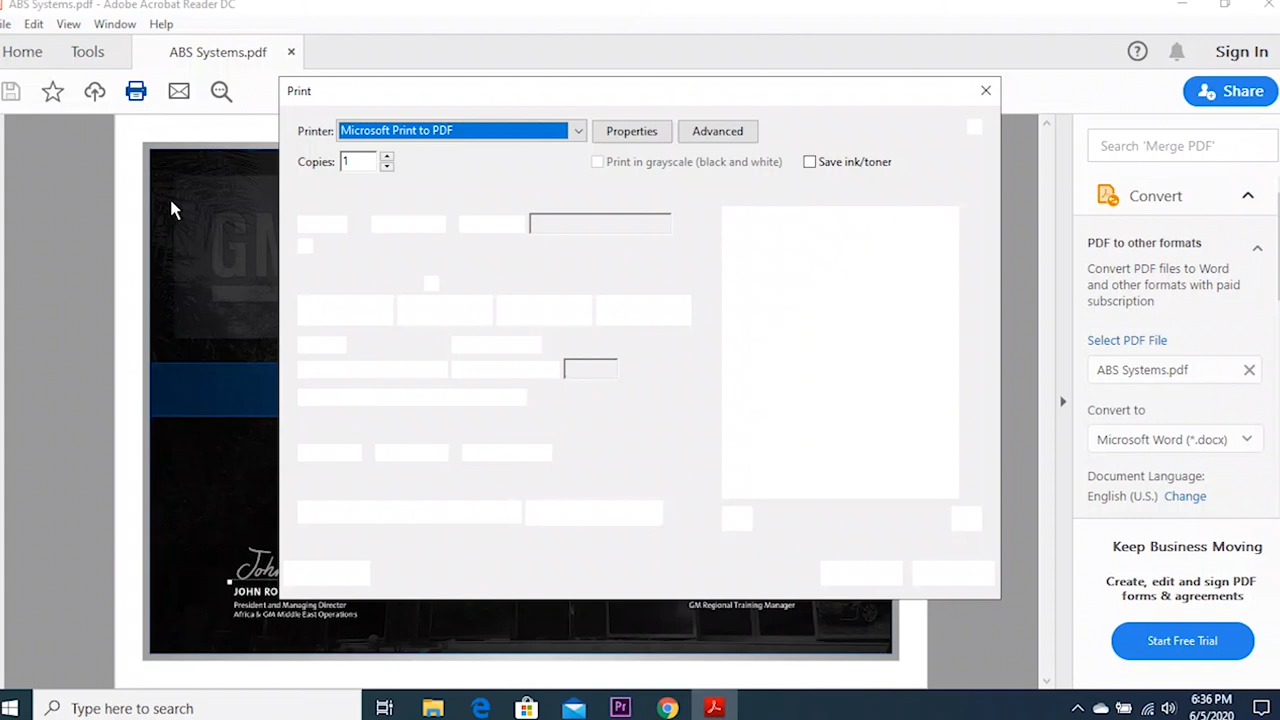 ABS Systems.pdf - Adobe Acrobat Reader DC
ile Edit View Window Help
Home Tools ABS Systems.pdf × Sign In
Share
Print
Printer: Microsoft Print to PDF Properties Advanced
Copies: 1 Print in grayscale (black and white) Save ink/toner
Search 'Merge PDF'
Convert
GM
PDF to other formats
Convert PDF files to Word
and other formats with paid
subscription
Select PDF File
ABS Systems.pdf
Convert to
Microsoft Word (*.docx)
Document Language:
English (U.S.) Change
Keep Business Moving
Create, edit and sign PDF
forms & agreements
Start Free Trial
Joh
JOHN RO
President and Managing Director
Africa & GM Middle East Operations
GM Regional Training Manager
Type here to search
6:36 PM
6/5/2020